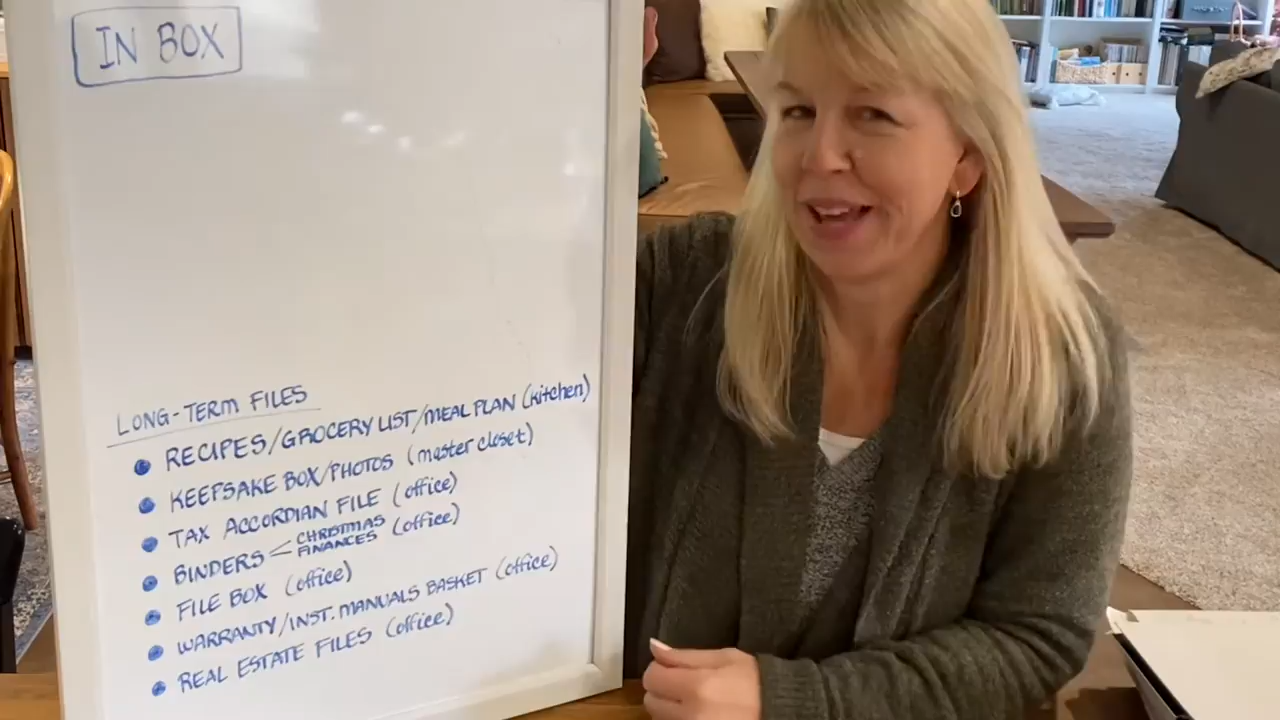 IN BOX
LONG-TERM FILES
RECIPES/GROCERY LIST/MEAL PLAN (kitchen)
KEEPSAKE BOX/PHOTOS (master closet)
TAX ACCORDIAN FILE (office)
BINDERS < CHRISTMAS FINANCES (office)
FILE BOX (office)
WARRANTY/INST. MANUALS BASKET (office)
REAL ESTATE FILES (office)